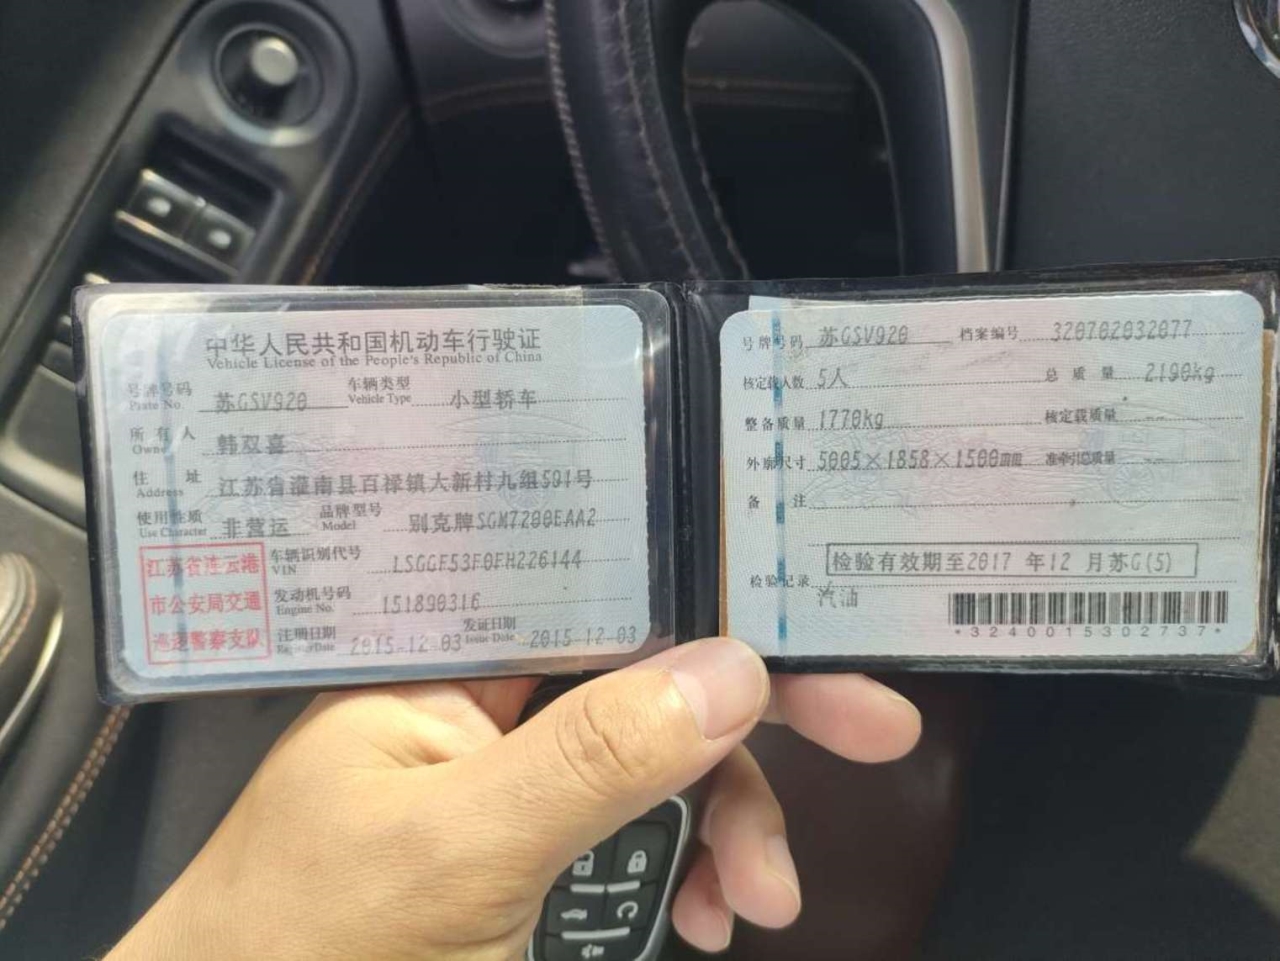 中华人民共和国机动车行驶证
Vehicle License of the People's Republic of China
号牌号码 Plate No. 苏GSV920 车辆类型 Vehicle Type 小型轿车
所有人 Owner 韩双喜
住址 Address 江苏省灌南县百禄镇大新村九组501号
使用性质 Use Character 非营运 品牌型号 Model 别克牌SGM7200EAA2
江苏省连云港
市公安局交通
巡逻警察支队
车辆识别代号 VIN LSGGF53F0FH226144
发动机号码 Engine No. 151890316
注册日期 Register Date 2015-12-03 发证日期 Issue Date 2015-12-03
号牌号码 苏GSV920 档案编号 320702032077
核定载人数 5人 总质量 2190kg
整备质量 1770kg 核定载质量 --
外廓尺寸 5005×1858×1500mm 准牵引总质量 --
备注
检验有效期至2017年12月苏G(5)
检验记录
汽油
*3240015302737*